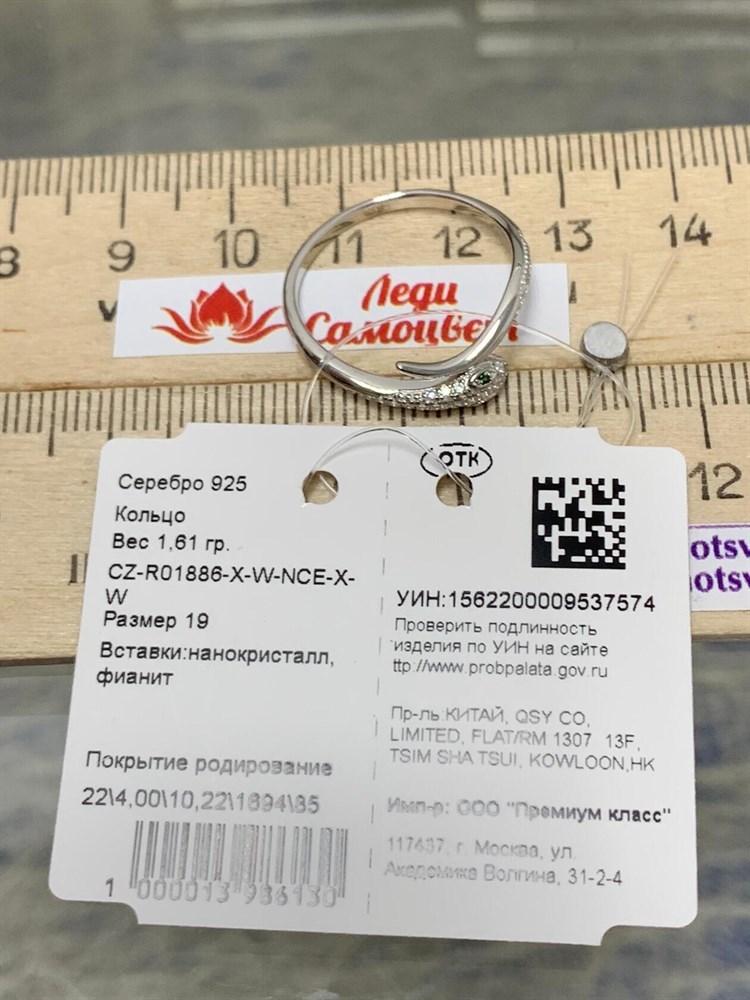 8 9 10 11 12 13 14
Леди
Самоцвет
12
otsv
notsv
Серебро 925
Кольцо
Вес 1,61 гр.
CZ-R01886-X-W-NCE-X-
W
Размер 19
Вставки:нанокристалл,
фианит
Покрытие родирование
22\4,00\10,22\1694\85
1 000013 986130
ОТК
УИН:1562200009537574
Проверить подлинность
изделия по УИН на сайте
ttp://www.probpalata.gov.ru
Пр-ль:КИТАЙ, QSY CO,
LIMITED, FLAT/RM 1307 13F,
TSIM SHA TSUI, KOWLOON,HK
Имп-р: ООО "Премиум класс"
117437, г. Москва, ул.
Академика Волгина, 31-2-4